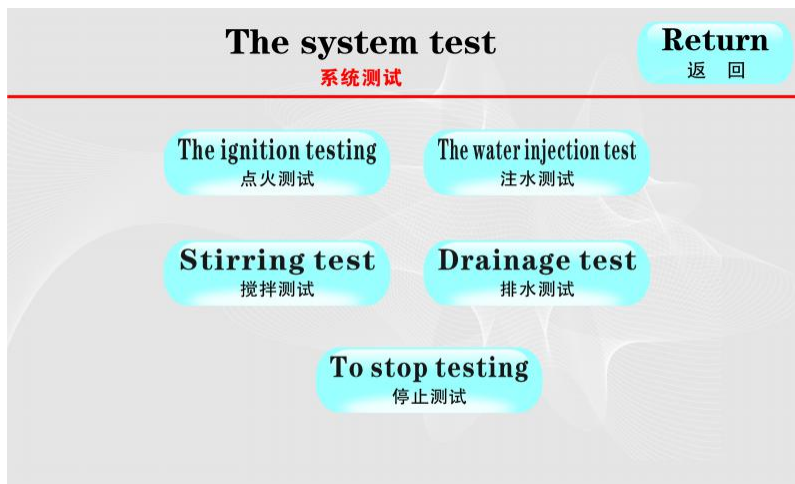 The system test
系统测试
Return
返 回
The ignition testing
点火测试
The water injection test
注水测试
Stirring test
搅拌测试
Drainage test
排水测试
To stop testing
停止测试